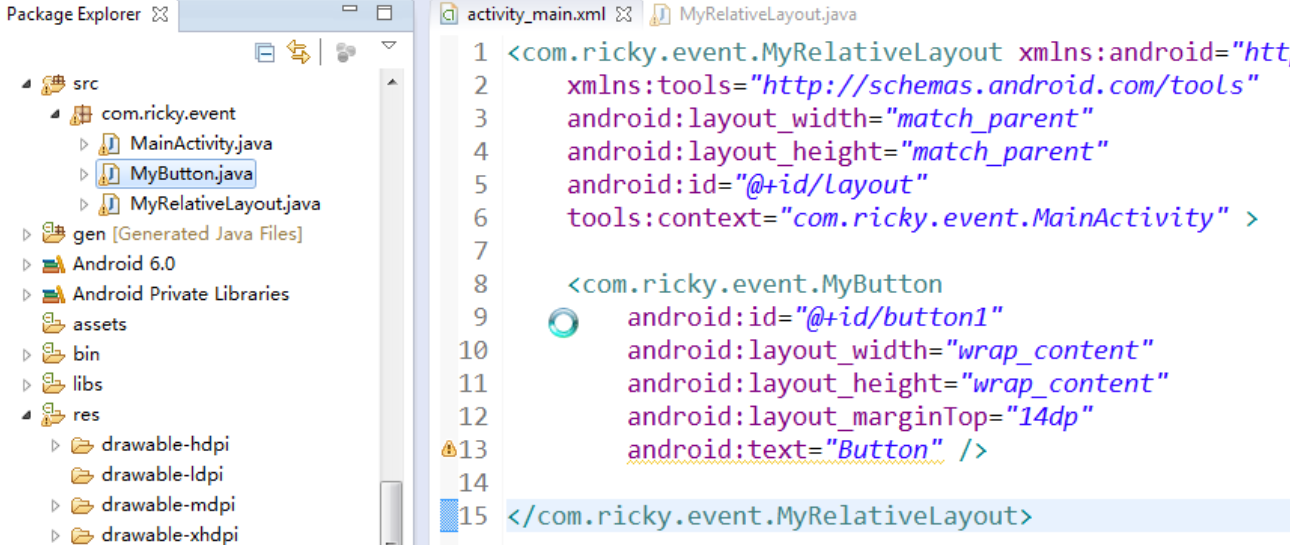 Package Explorer
src
com.ricky.event
MainActivity.java
MyButton.java
MyRelativeLayout.java
gen [Generated Java Files]
Android 6.0
Android Private Libraries
assets
bin
libs
res
drawable-hdpi
drawable-ldpi
drawable-mdpi
drawable-xhdpi
activity_main.xml
MyRelativeLayout.java
1 <com.ricky.event.MyRelativeLayout xmlns:android="htt
2 xmlns:tools="http://schemas.android.com/tools"
3 android:layout_width="match_parent"
4 android:layout_height="match_parent"
5 android:id="@+id/layout"
6 tools:context="com.ricky.event.MainActivity" >
7
8 <com.ricky.event.MyButton
9 android:id="@+id/button1"
10 android:layout_width="wrap_content"
11 android:layout_height="wrap_content"
12 android:layout_marginTop="14dp"
13 android:text="Button" />
14
15 </com.ricky.event.MyRelativeLayout>